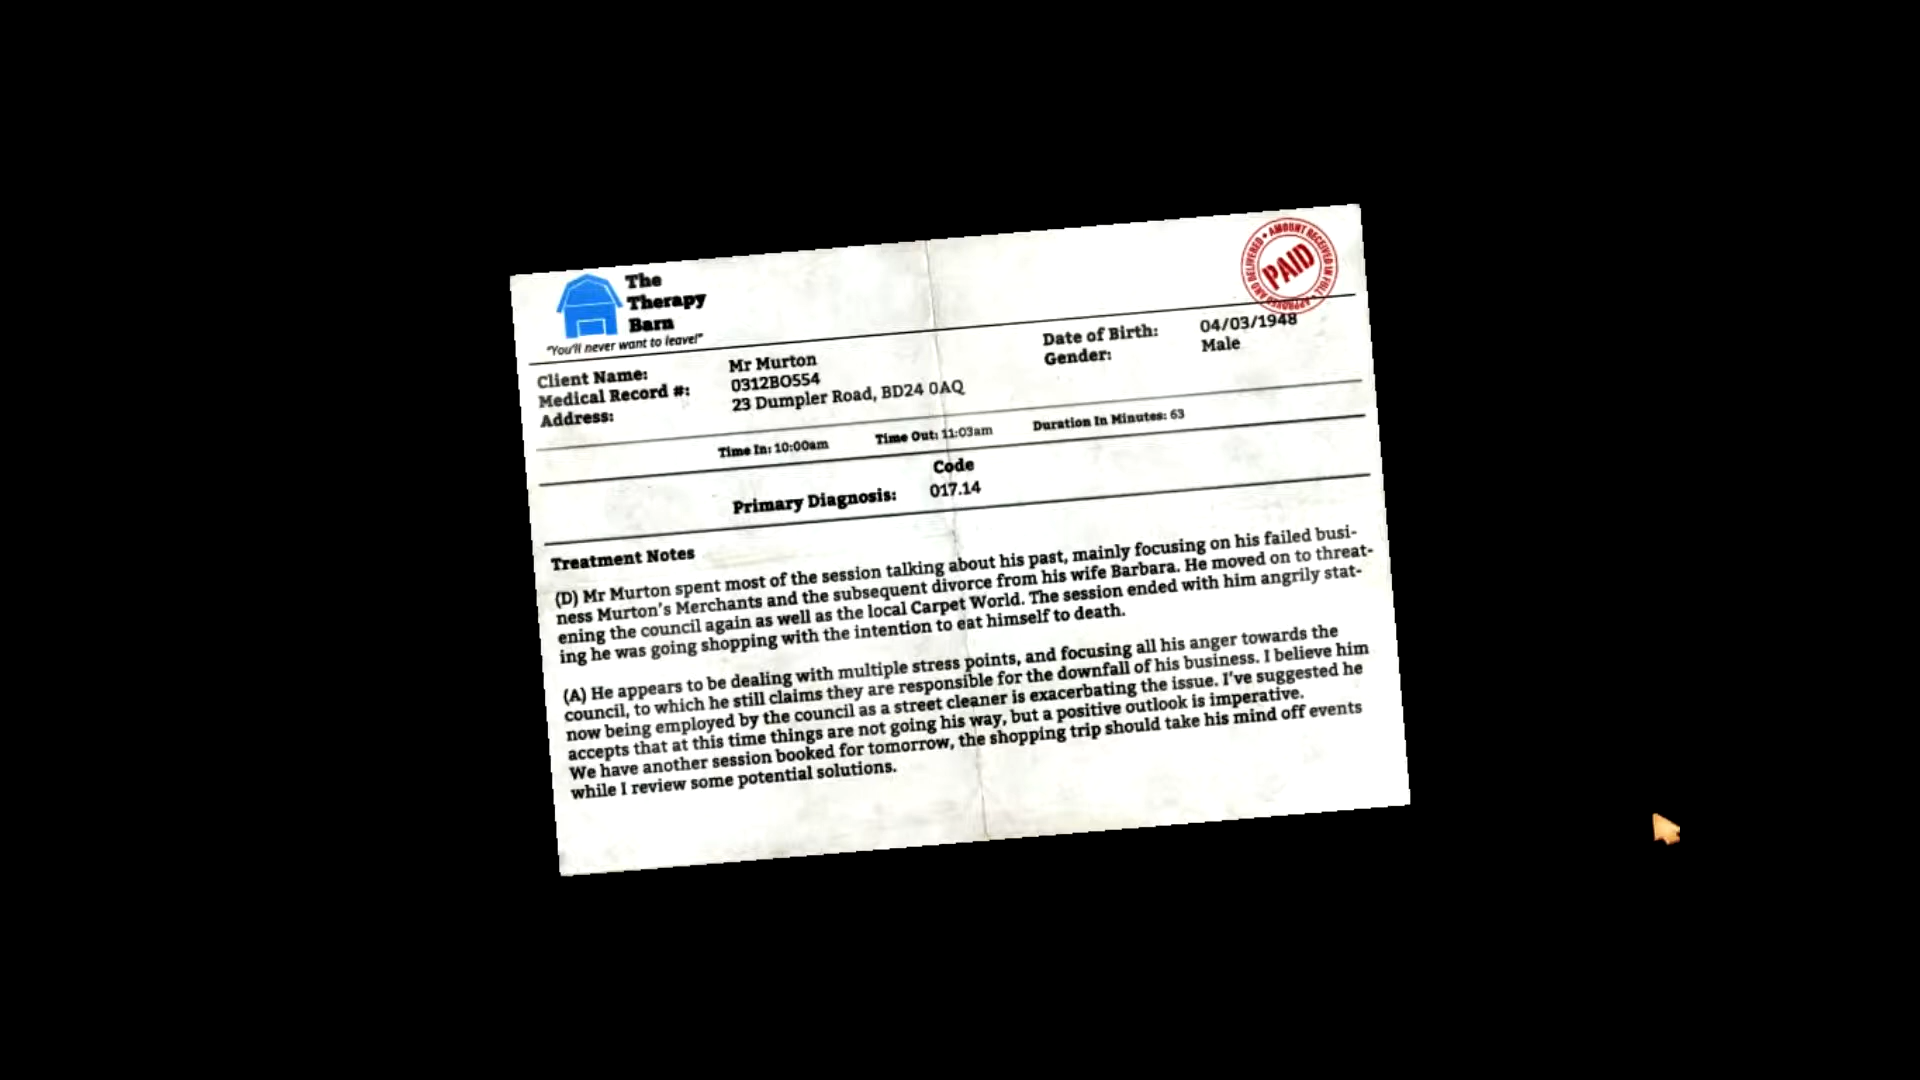 The
Therapy
Barn
"You'll never want to leave!"
AMOUNT RECEIVED IN FULL • APPROVED AND DELIVERED •
PAID
Client Name: Mr Murton
Medical Record #: 0312BO554
Address: 23 Dumpler Road, BD24 0AQ
Date of Birth: 04/03/1948
Gender: Male
Time In: 10:00am Time Out: 11:03am Duration In Minutes: 63
Code
Primary Diagnosis: 017.14
Treatment Notes
(D) Mr Murton spent most of the session talking about his past, mainly focusing on his failed busi-
ness Murton's Merchants and the subsequent divorce from his wife Barbara. He moved on to threat-
ening the council again as well as the local Carpet World. The session ended with him angrily stat-
ing he was going shopping with the intention to eat himself to death.
(A) He appears to be dealing with multiple stress points, and focusing all his anger towards the
council, to which he still claims they are responsible for the downfall of his business. I believe him
now being employed by the council as a street cleaner is exacerbating the issue. I've suggested he
accepts that at this time things are not going his way, but a positive outlook is imperative.
We have another session booked for tomorrow, the shopping trip should take his mind off events
while I review some potential solutions.